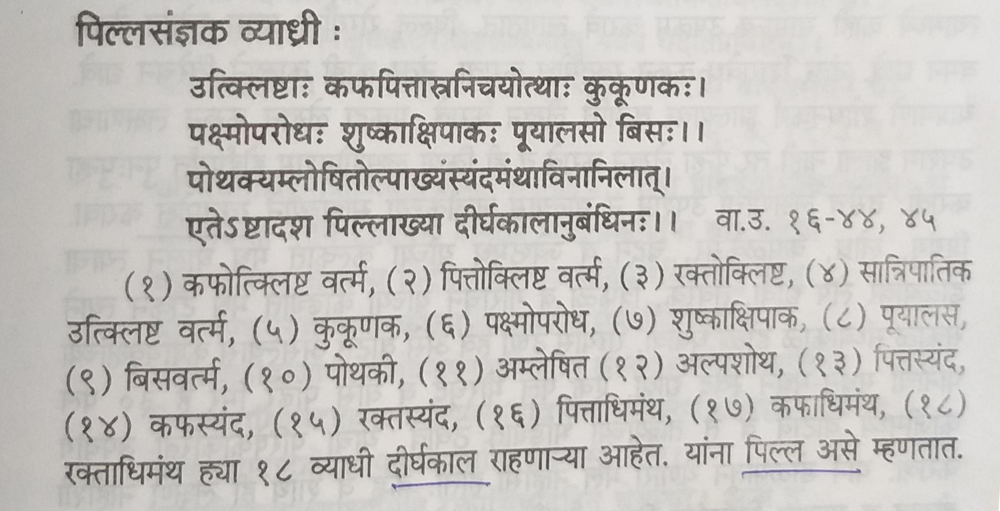 पिल्लसंज्ञक व्याध्री :
उत्क्लिष्टाः कफपित्तास्रनिचयोत्थाः कुकूणकः।
पक्ष्मोपरोधः शुष्काक्षिपाकः पूयालसो बिसः।।
पोथक्यम्लोषितोल्पाख्यंस्यंदमंथाविनानिलात्।
एतेऽष्टादश पिल्लाख्या दीर्घकालानुबंधिनः।। वा.उ. १६-४४, ४५
(१) कफोत्क्लिष्ट वर्त्म, (२) पित्तोक्लिष्ट वर्त्म, (३) रक्तोक्लिष्ट, (४) सान्निपातिक
उत्क्लिष्ट वर्त्म, (५) कुकूणक, (६) पक्ष्मोपरोध, (७) शुष्काक्षिपाक, (८) पूयालस,
(९) बिसवर्त्म, (१०) पोथकी, (११) अम्लेषित (१२) अल्पशोथ, (१३) पित्तस्यंद,
(१४) कफस्यंद, (१५) रक्तस्यंद, (१६) पित्ताधिमंथ, (१७) कफाधिमंथ, (१८)
रक्ताधिमंथ ह्या १८ व्याधी दीर्घकाल राहणाऱ्या आहेत. यांना पिल्ल असे म्हणतात.